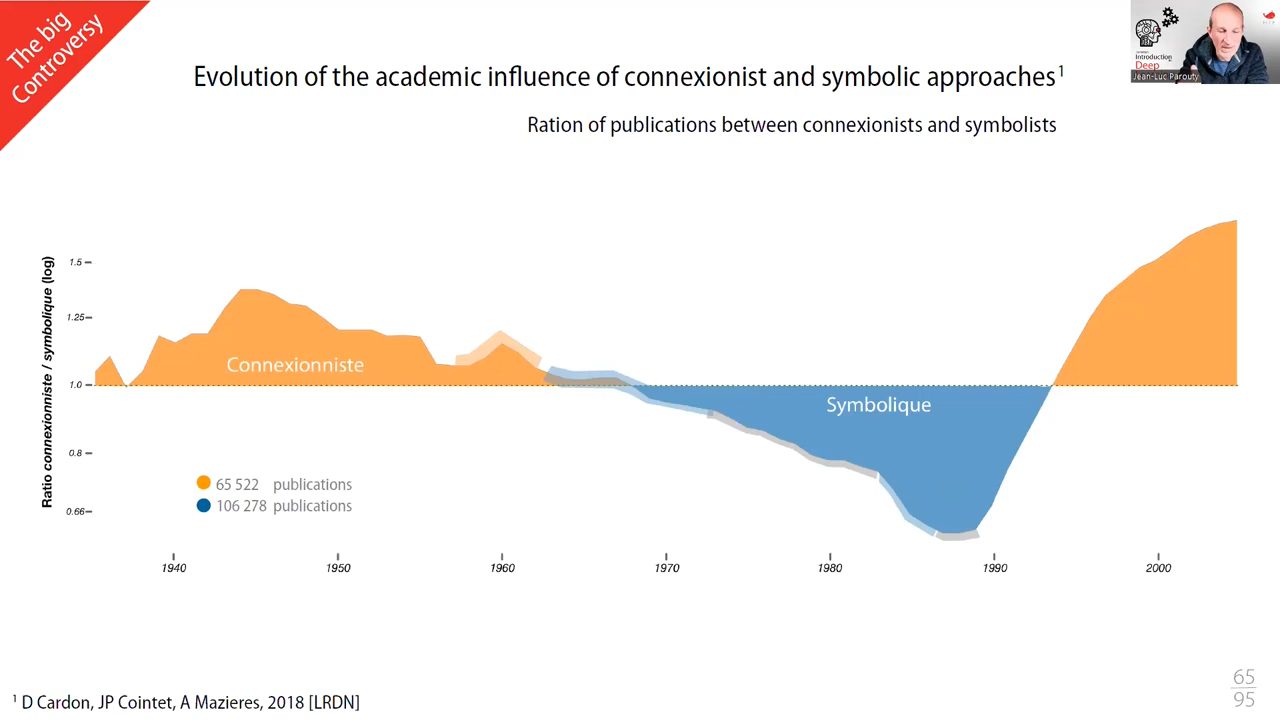 The big
Controversy
Evolution of the academic influence of connexionist and symbolic approaches¹
Ration of publications between connexionists and symbolists
Introduction
Deep
Jean-Luc Parouty
Ratio connexionniste / symbolique (log)
1.5
1.25
1.0
0.8
0.66
Connexionniste
Symbolique
65 522 publications
106 278 publications
1940
1950
1960
1970
1980
1990
2000
¹ D Cardon, JP Cointet, A Mazieres, 2018 [LRDN]
65
95